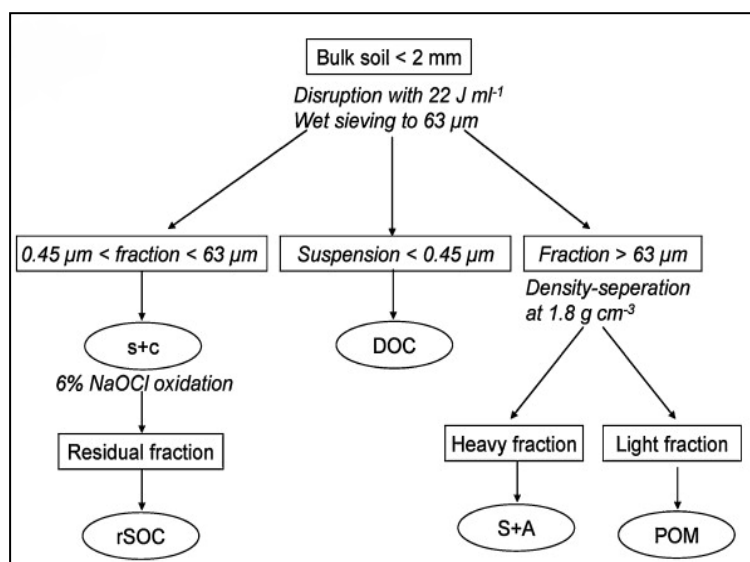 Bulk soil < 2 mm
Disruption with 22 J ml⁻¹
Wet sieving to 63 µm
0.45 µm < fraction < 63 µm
Suspension < 0.45 µm
Fraction > 63 µm
Density-seperation
at 1.8 g cm⁻³
s+c
DOC
6% NaOCl oxidation
Residual fraction
Heavy fraction
Light fraction
rSOC
S+A
POM